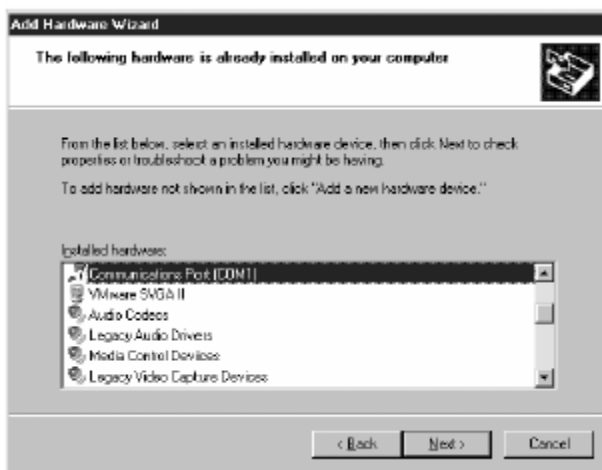 Add Hardware Wizard
The following hardware is already installed on your computer
From the list below, select an installed hardware device, then click Next to check
properties or troubleshoot a problem you might be having.
To add hardware not shown in the list, click "Add a new hardware device."
Installed hardware:
Communications Port (COM1)
VMware SVGA II
Audio Codecs
Legacy Audio Drivers
Media Control Devices
Legacy Video Capture Devices
< Back Next > Cancel